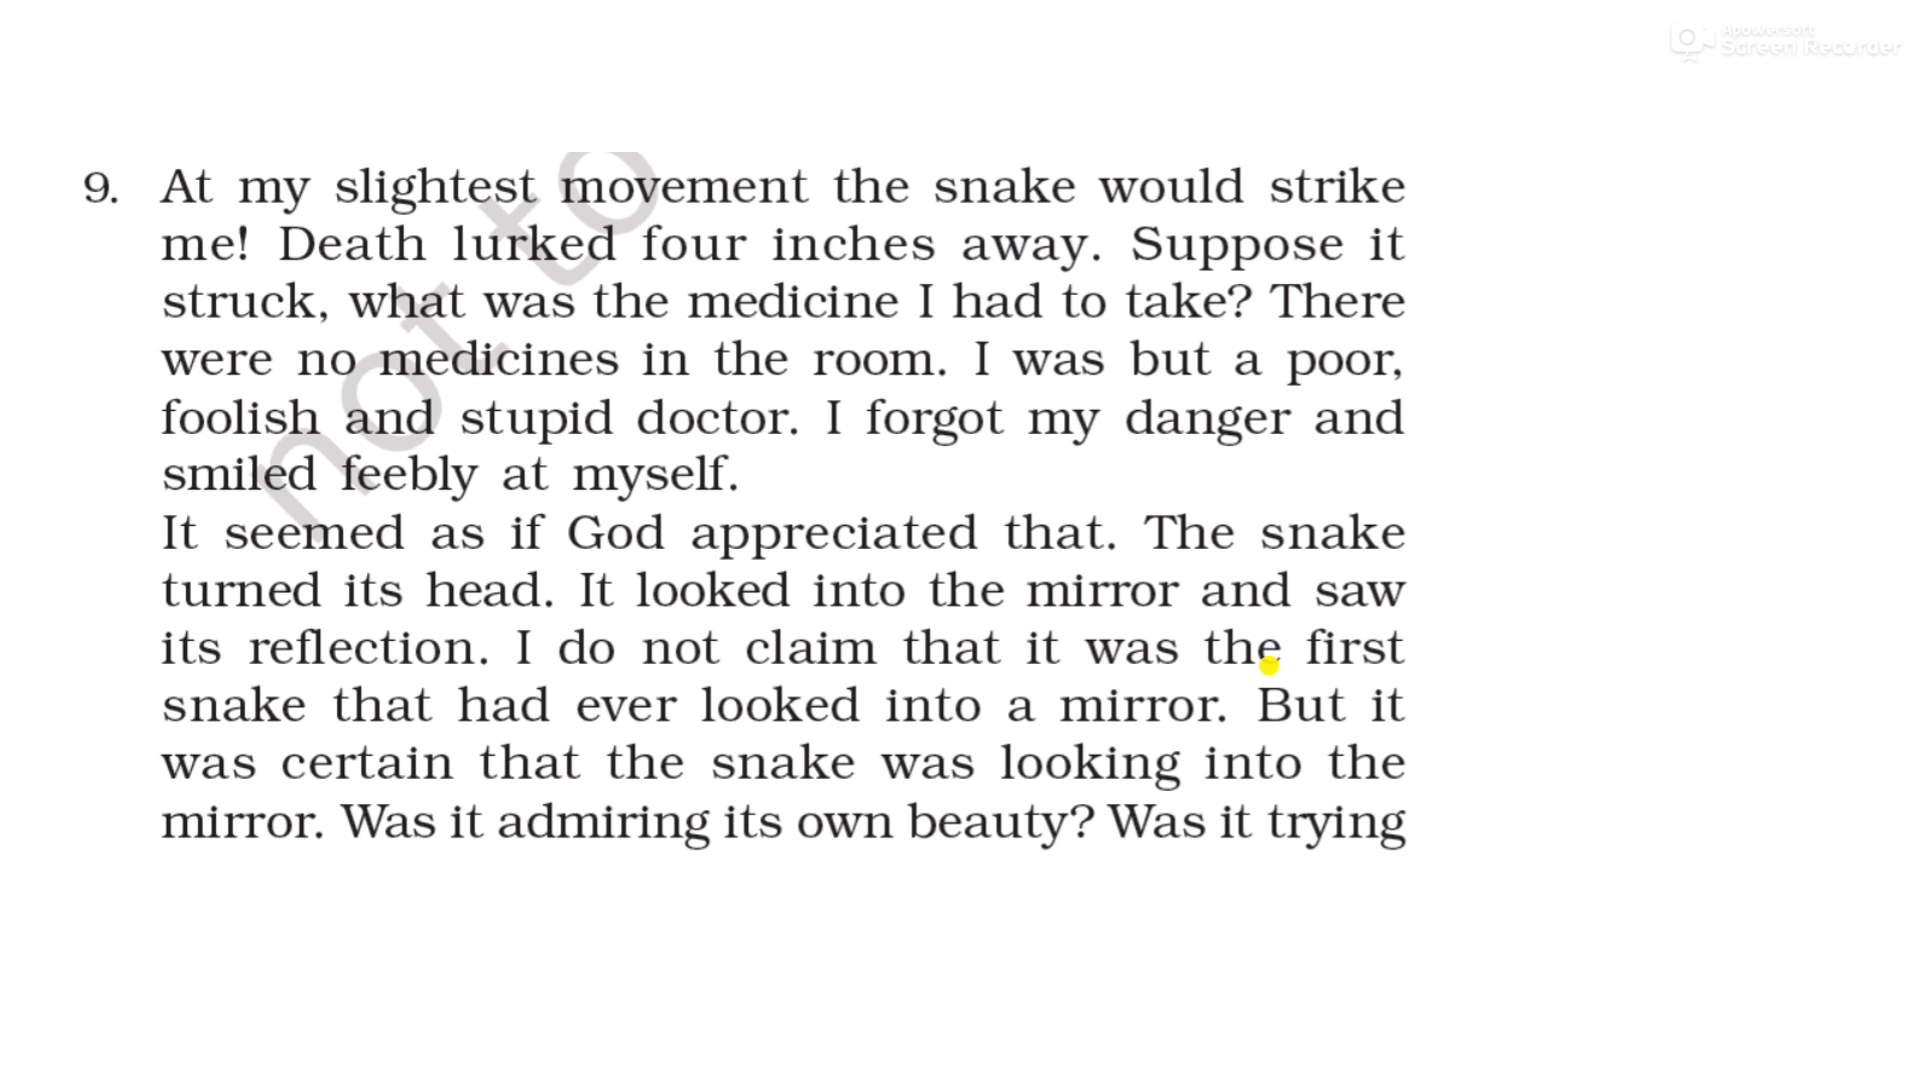 Apowersoft
Screen Recorder
9. At my slightest movement the snake would strike
me! Death lurked four inches away. Suppose it
struck, what was the medicine I had to take? There
were no medicines in the room. I was but a poor,
foolish and stupid doctor. I forgot my danger and
smiled feebly at myself.
It seemed as if God appreciated that. The snake
turned its head. It looked into the mirror and saw
its reflection. I do not claim that it was the first
snake that had ever looked into a mirror. But it
was certain that the snake was looking into the
mirror. Was it admiring its own beauty? Was it trying
not to